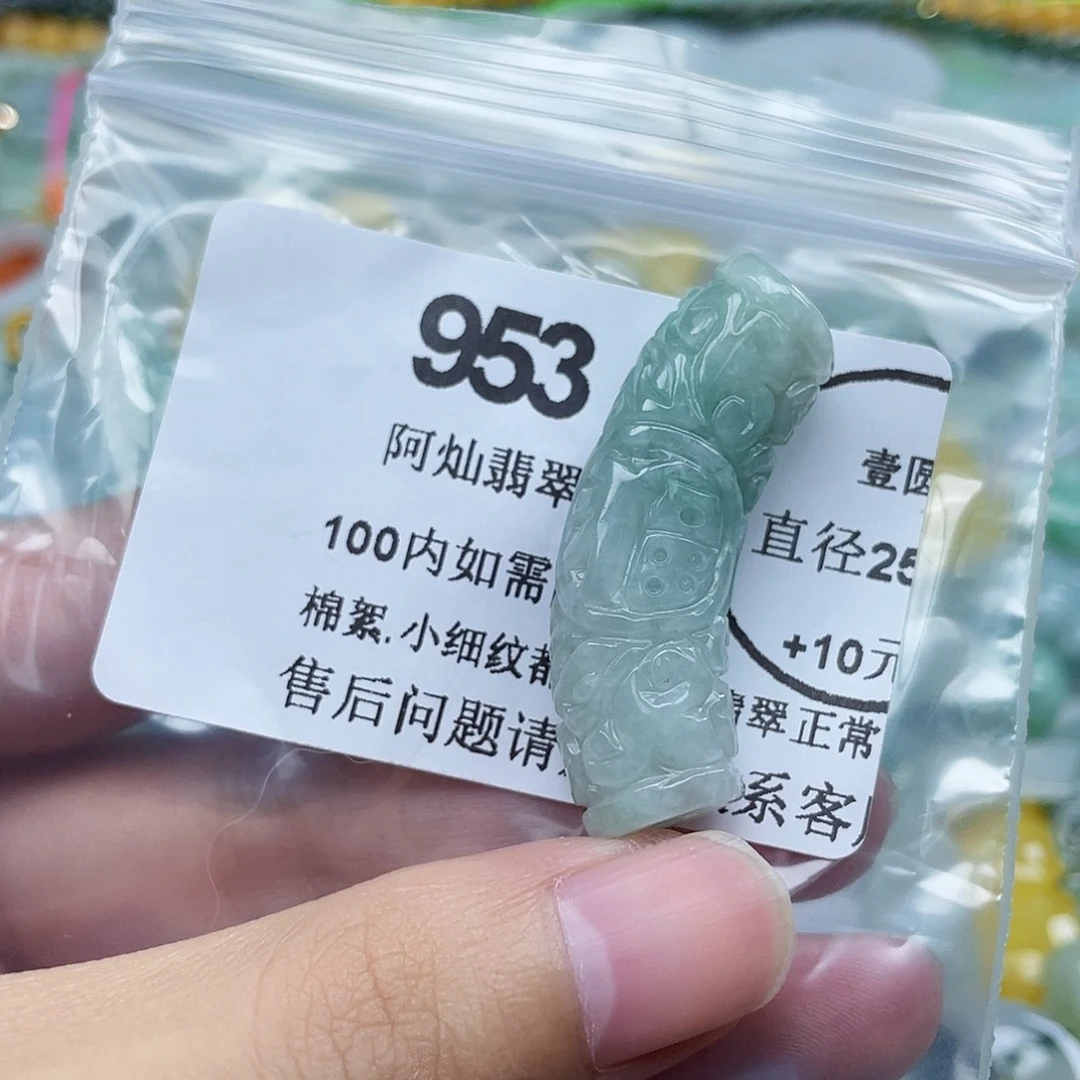 953
阿灿翡翠
壹圆
100内如需
直径25
棉絮.小细纹都
+10元
翡翠正常
售后问题请
系客